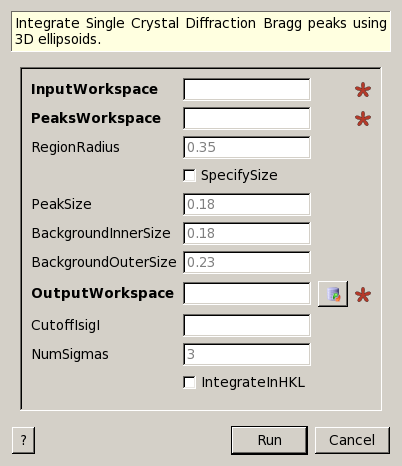 Integrate Single Crystal Diffraction Bragg peaks using
3D ellipsoids.
InputWorkspace
PeaksWorkspace
RegionRadius 0.35
SpecifySize
PeakSize 0.18
BackgroundInnerSize 0.18
BackgroundOuterSize 0.23
OutputWorkspace
CutoffIsigI
NumSigmas 3
IntegrateInHKL
? Run Cancel